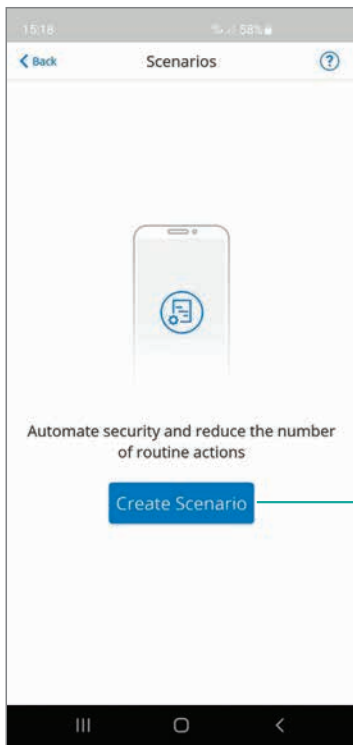 15:18 58%
Back Scenarios ?
Automate security and reduce the number
of routine actions
Create Scenario